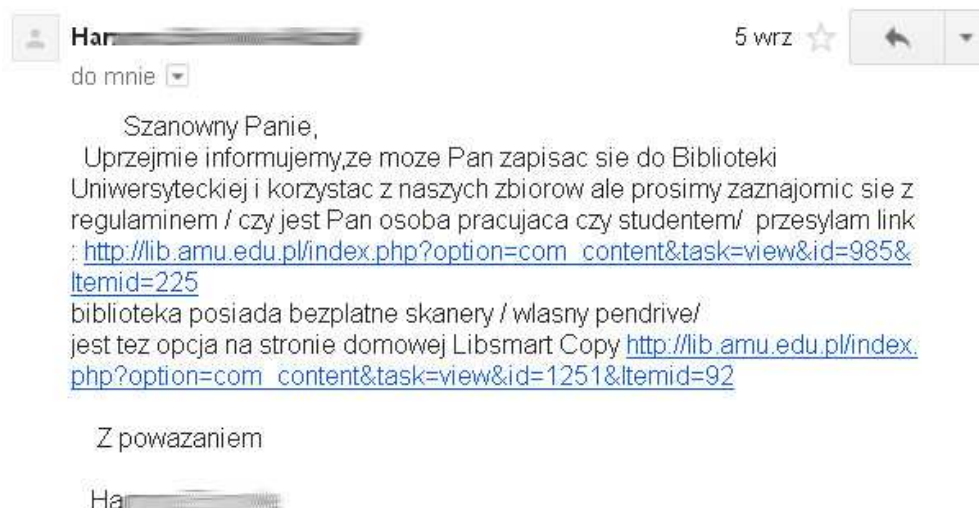 5 wrz
do mnie
Szanowny Panie,
Uprzejmie informujemy,ze moze Pan zapisac sie do Biblioteki
Uniwersyteckiej i korzystac z naszych zbiorow ale prosimy zaznajomic sie z
regulaminem / czy jest Pan osoba pracujaca czy studentem/ przesylam link
: http://lib.amu.edu.pl/index.php?option=com_content&task=view&id=985&
Itemid=225
biblioteka posiada bezplatne skanery / wlasny pendrive/
jest tez opcja na stronie domowej Libsmart Copy http://lib.amu.edu.pl/index.
php?option=com_content&task=view&id=1251&Itemid=92
Z powazaniem